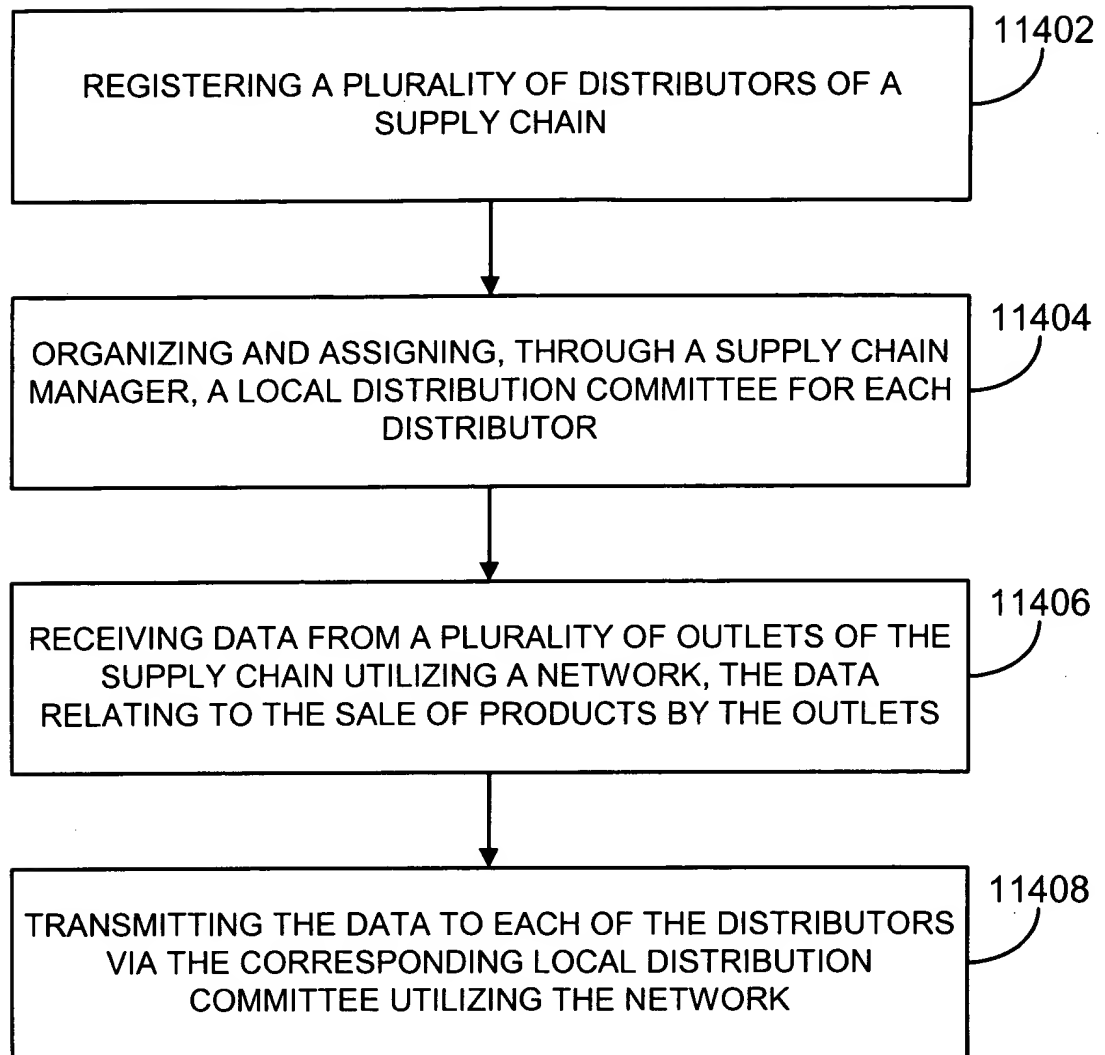 11402
REGISTERING A PLURALITY OF DISTRIBUTORS OF A
SUPPLY CHAIN
11404
ORGANIZING AND ASSIGNING, THROUGH A SUPPLY CHAIN
MANAGER, A LOCAL DISTRIBUTION COMMITTEE FOR EACH
DISTRIBUTOR
11406
RECEIVING DATA FROM A PLURALITY OF OUTLETS OF THE
SUPPLY CHAIN UTILIZING A NETWORK, THE DATA
RELATING TO THE SALE OF PRODUCTS BY THE OUTLETS
11408
TRANSMITTING THE DATA TO EACH OF THE DISTRIBUTORS
VIA THE CORRESPONDING LOCAL DISTRIBUTION
COMMITTEE UTILIZING THE NETWORK